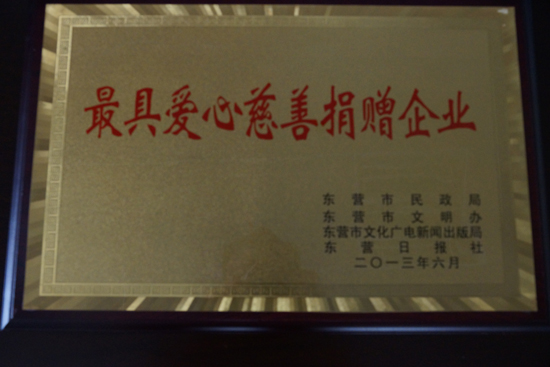 最具爱心慈善捐赠企业
东营市民政局
东营市文明办
东营市文化广电新闻出版局
东营日报社
二〇一三年六月